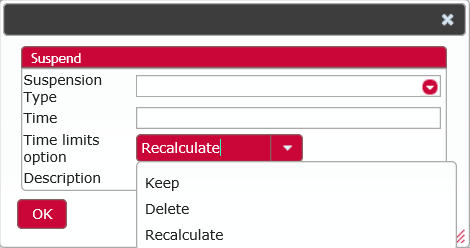 Suspend
Suspension
Type
Time
Time limits
option
Recalculate
Description
Keep
Delete
Recalculate
OK